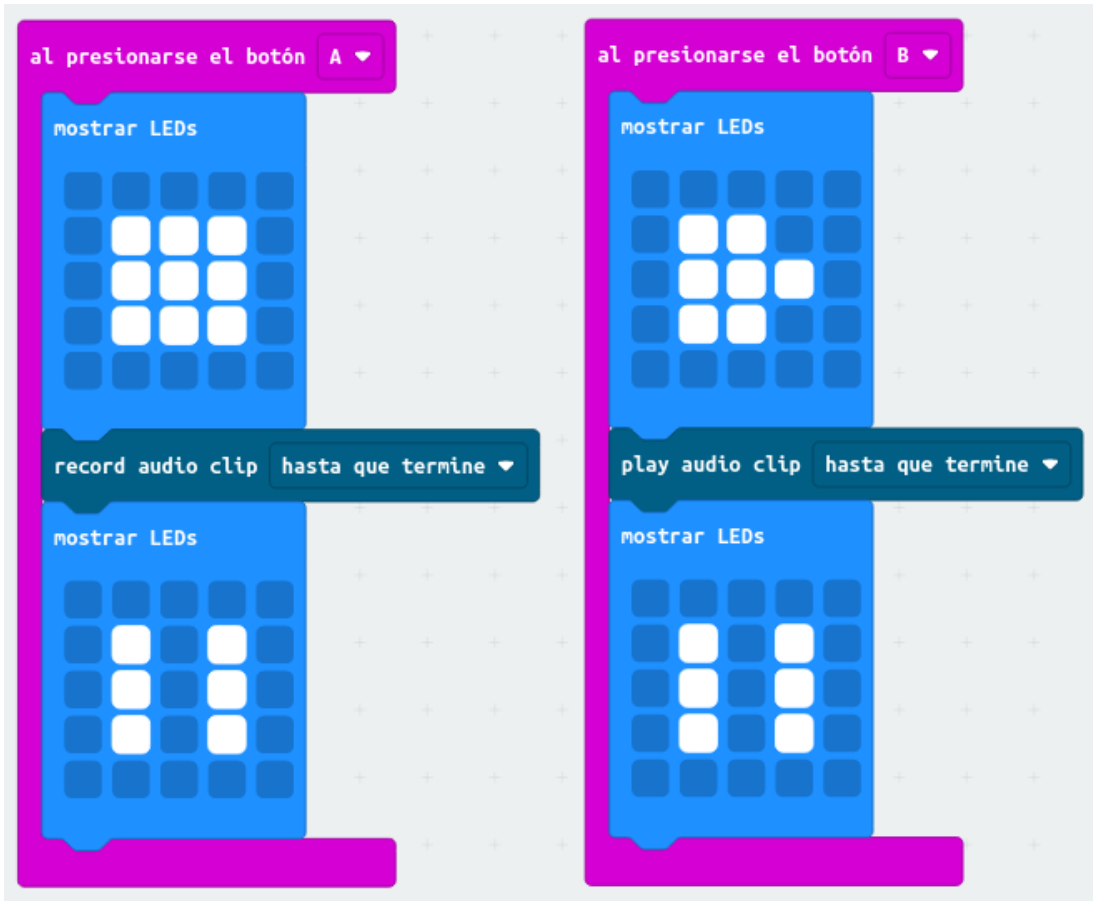 al presionarse el botón A
mostrar LEDs
record audio clip hasta que termine
mostrar LEDs
al presionarse el botón B
mostrar LEDs
play audio clip hasta que termine
mostrar LEDs